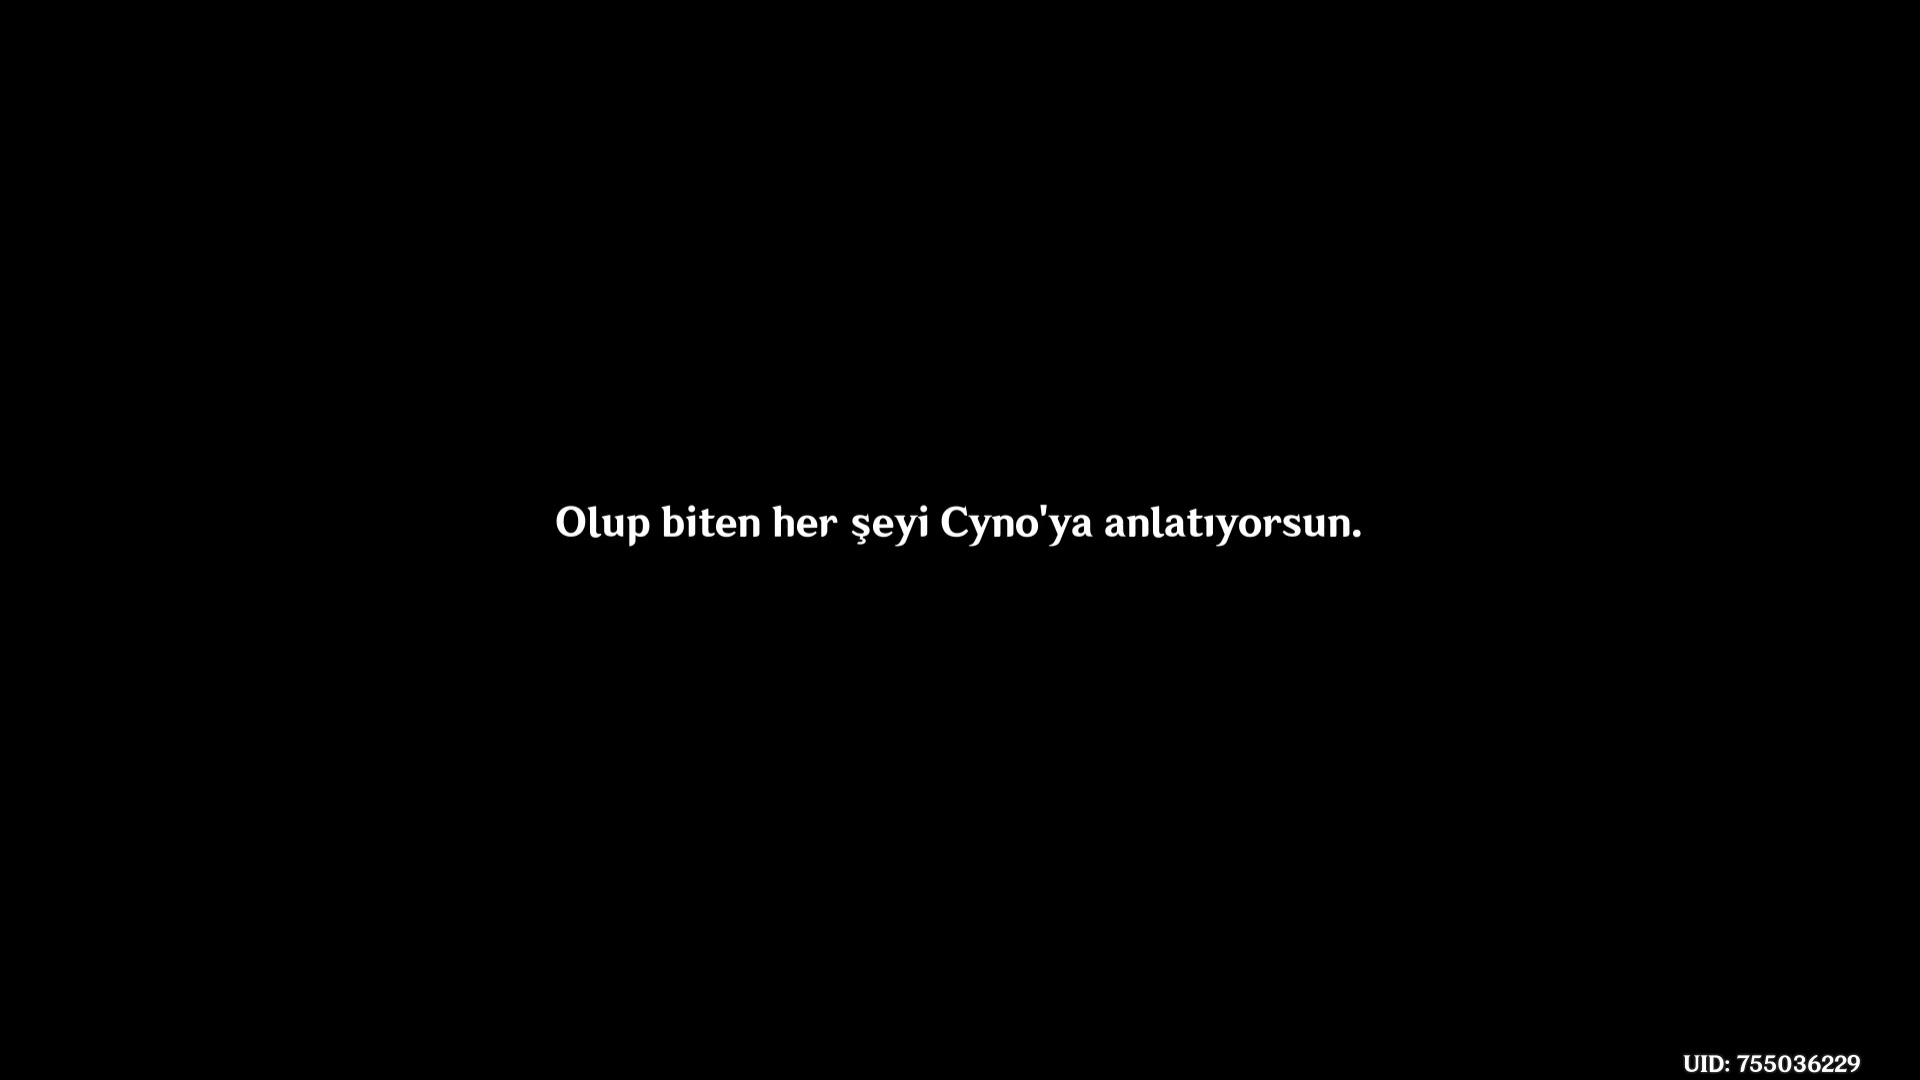 Olup biten her şeyi Cyno'ya anlatıyorsun.
UID: 755036229